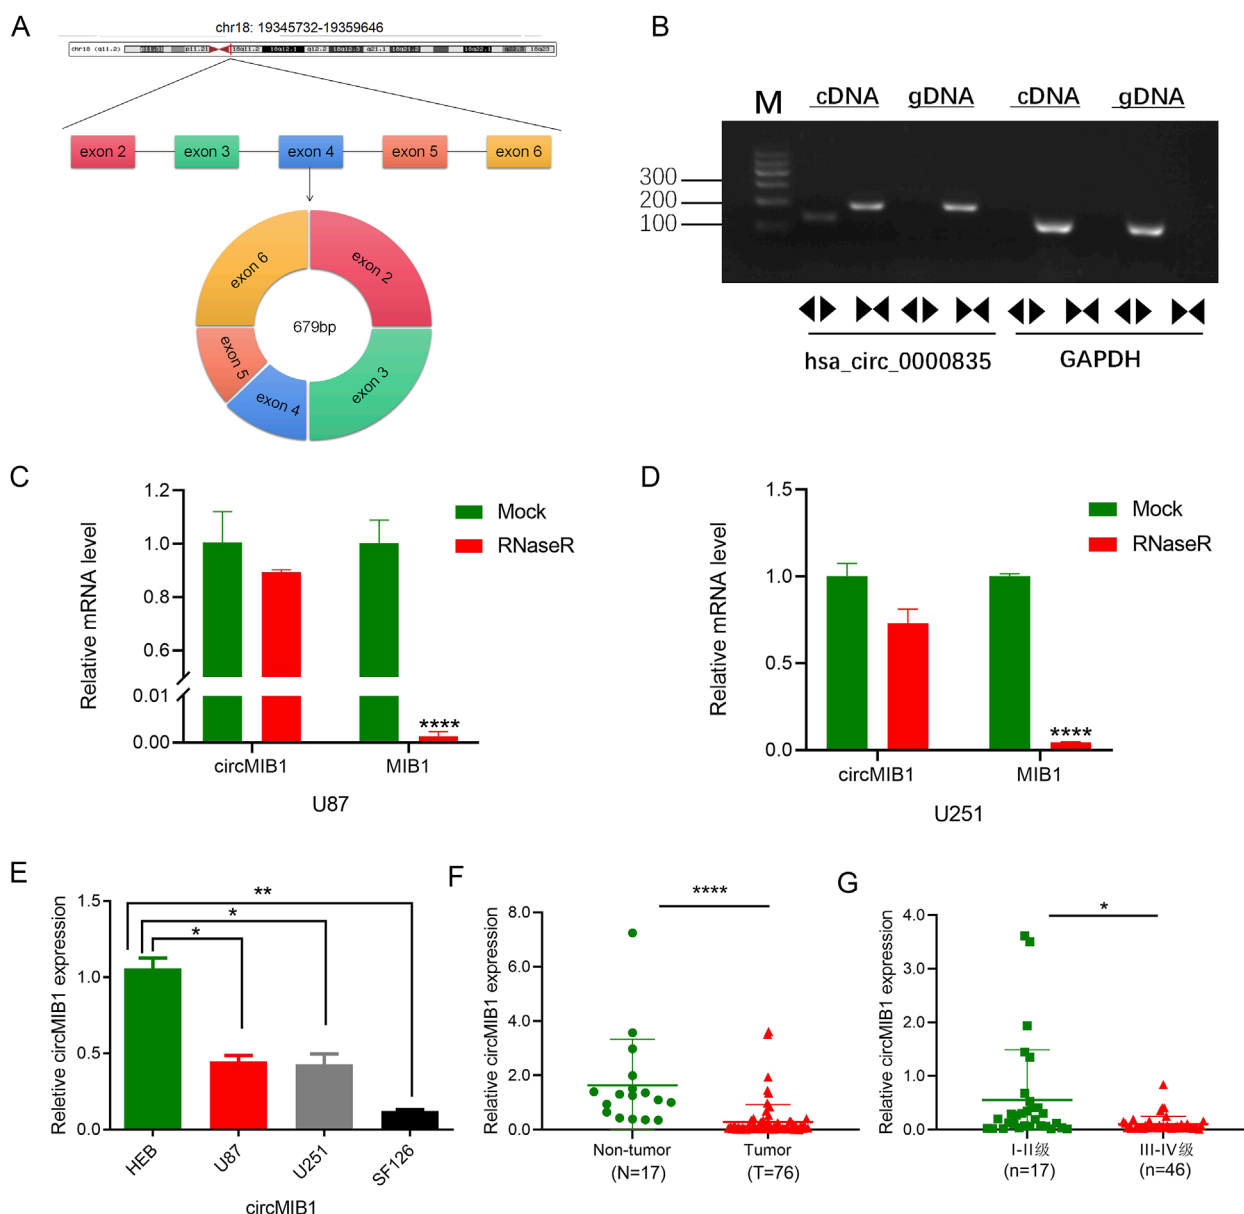 A
chr18: 19345732-19359646
chr18 (q11.2)
exon 2
exon 3
exon 4
exon 5
exon 6
exon 6
exon 2
exon 5
exon 4
exon 3
679bp
B
M
cDNA
gDNA
cDNA
gDNA
300
200
100
hsa_circ_0000835
GAPDH
C
Relative mRNA level
1.2
1.0
0.8
0.6
0.01
0.00
Mock
RNaseR
****
circMIB1
MIB1
U87
D
Relative mRNA level
1.5
1.0
0.5
0.0
Mock
RNaseR
****
circMIB1
MIB1
U251
E
Reletive circMIB1 expression
1.5
1.0
0.5
0.0
**
*
*
HEB
U87
U251
SF126
circMIB1
F
Relative circMIB1 expression
8.0
6.0
4.0
2.0
0.0
****
Non-tumor
(N=17)
Tumor
(T=76)
G
Relative circMIB1 expression
4.0
3.0
2.0
1.0
0.0
*
I-II级
(n=17)
III-IV级
(n=46)